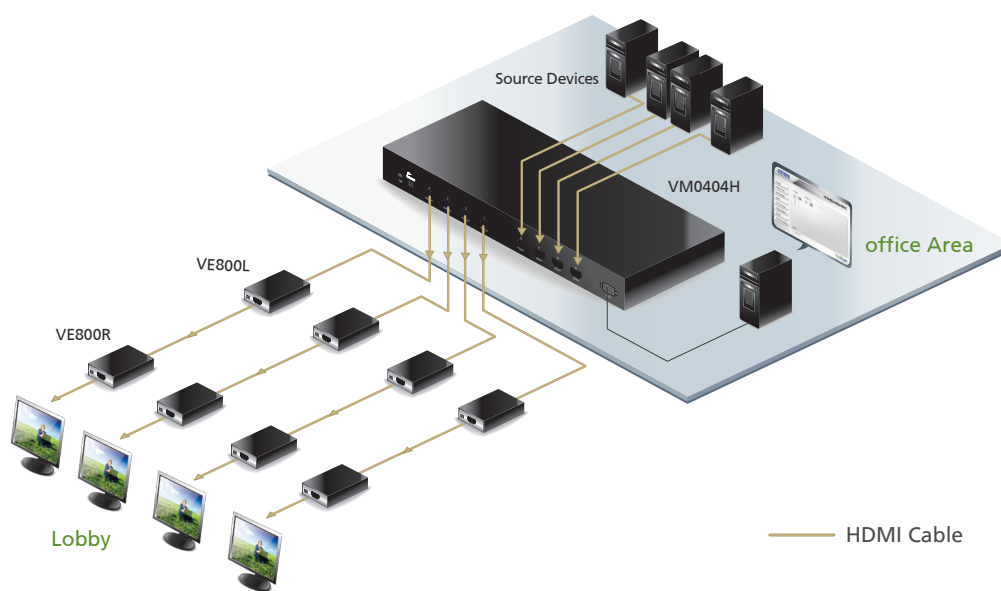 Source Devices
VM0404H
office Area
VE800L
VE800R
Lobby
HDMI Cable